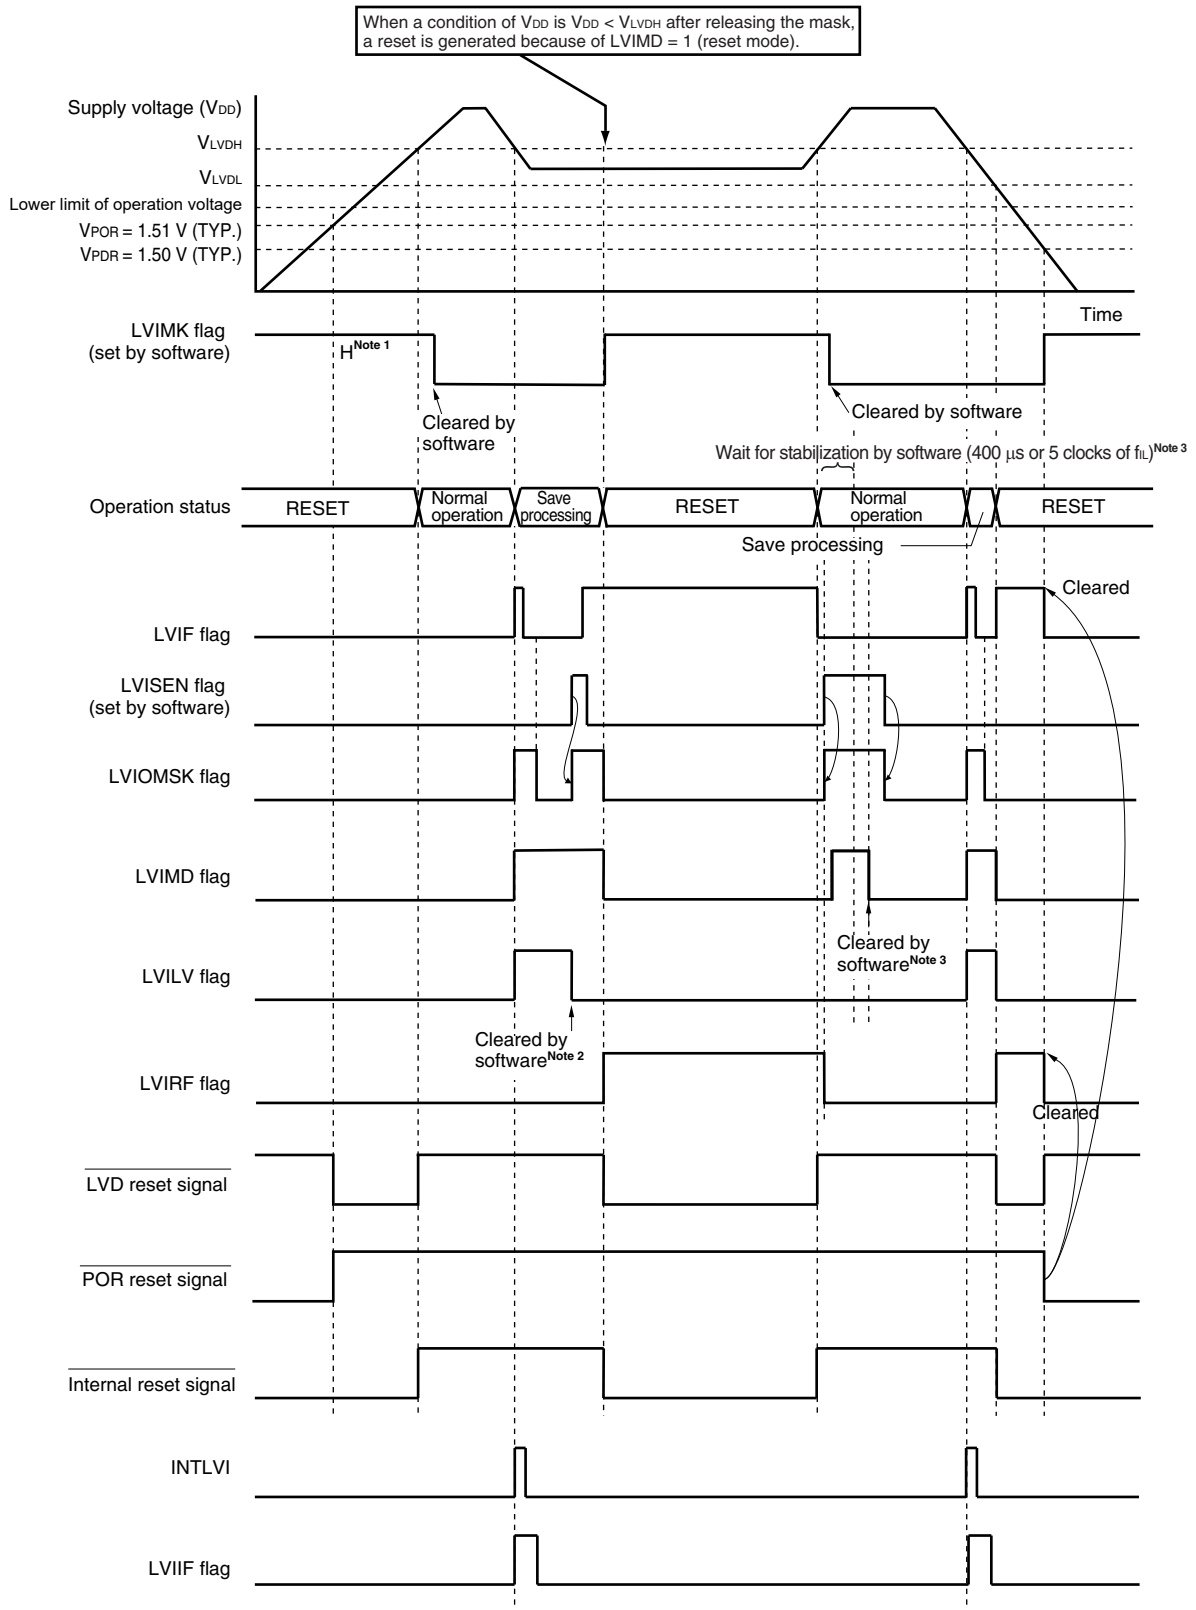 When a condition of VDD is VDD < VLVDH after releasing the mask,
a reset is generated because of LVIMD = 1 (reset mode).
Supply voltage (VDD)
VLVDH
VLVDL
Lower limit of operation voltage
VPOR = 1.51 V (TYP.)
VPDR = 1.50 V (TYP.)
Time
LVIMK flag
(set by software)
H Note 1
Cleared by
software
Cleared by software
Wait for stabilization by software (400 μs or 5 clocks of fIL) Note 3
Operation status
RESET
Normal
operation
Save
processing
RESET
Normal
operation
RESET
Save processing
Cleared
LVIF flag
LVISEN flag
(set by software)
LVIOMSK flag
LVIMD flag
Cleared by
software Note 3
LVILV flag
Cleared by
software Note 2
LVIRF flag
Cleared
LVD reset signal
POR reset signal
Internal reset signal
INTLVI
LVIIF flag